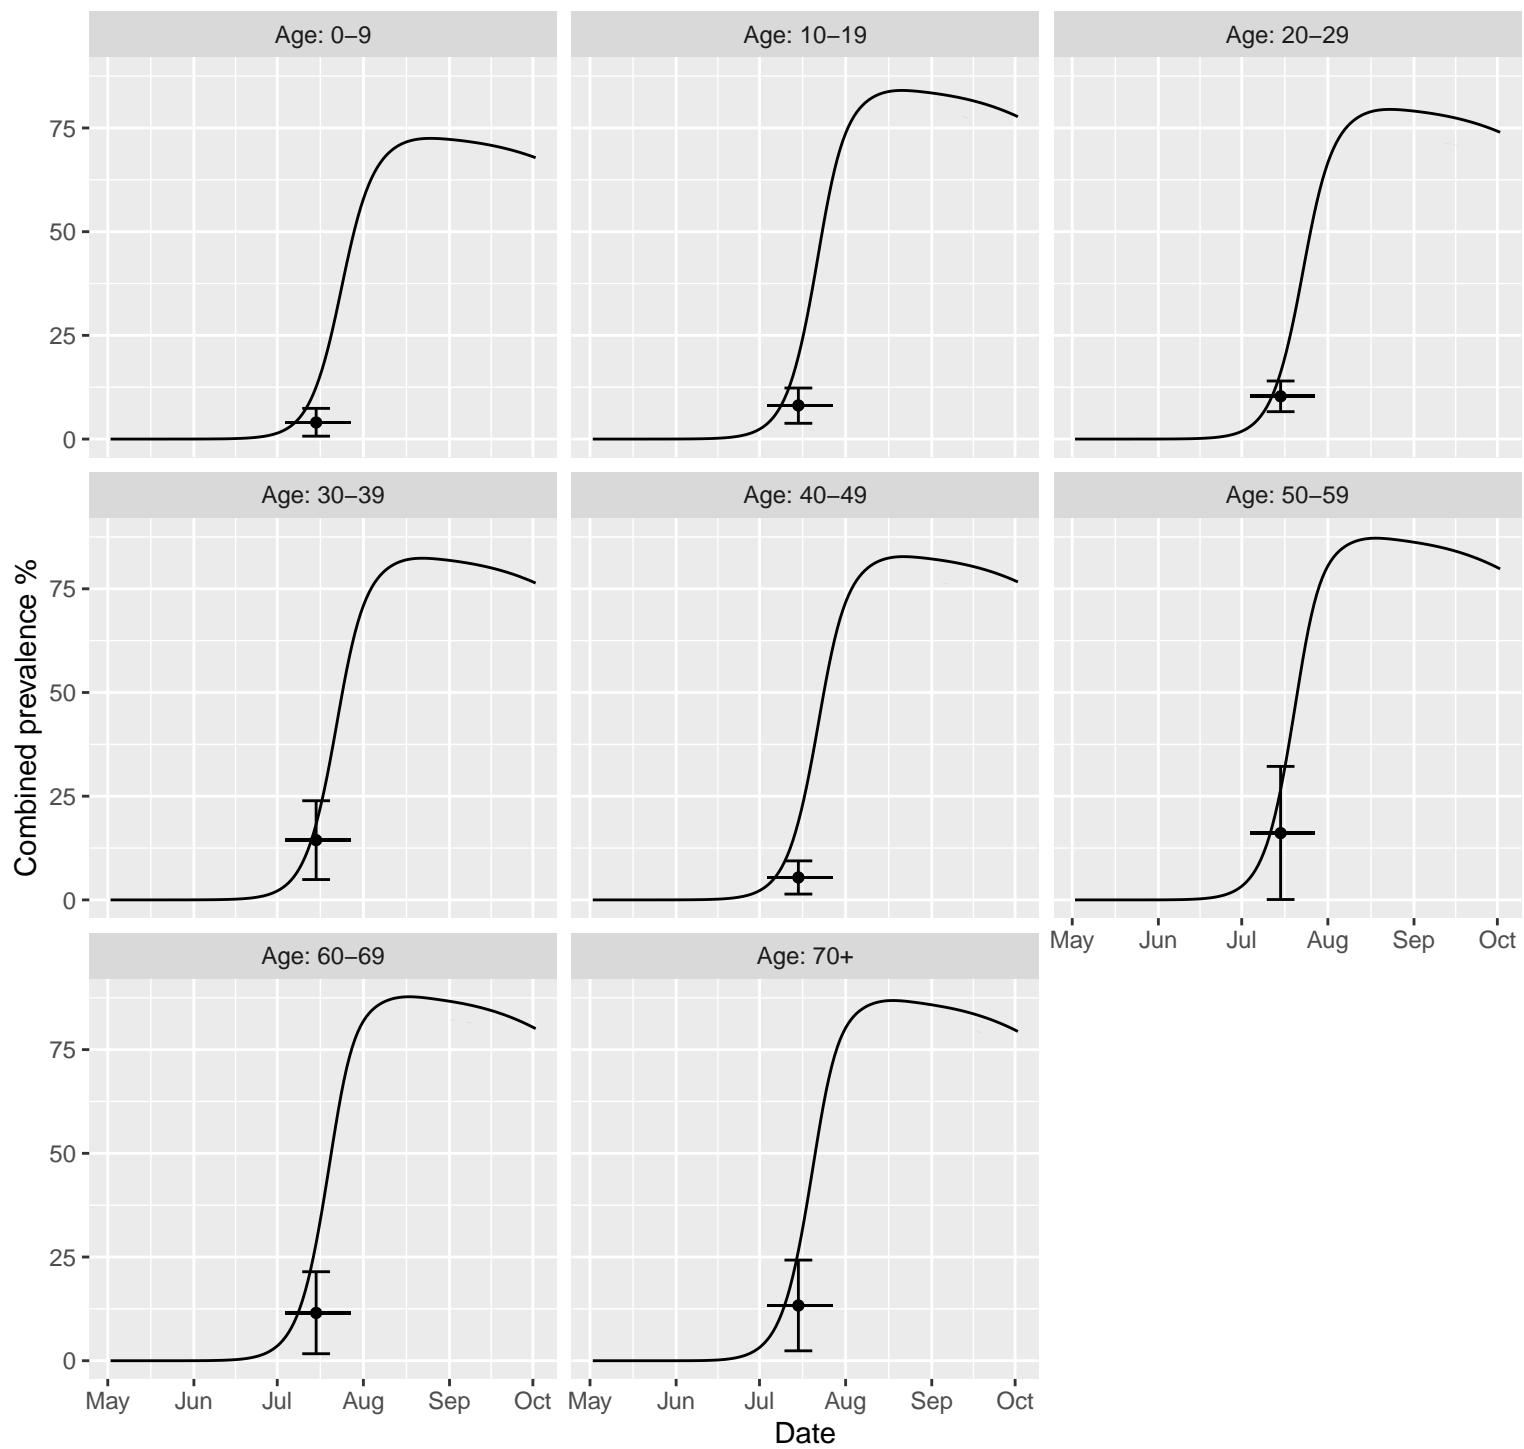 Age: 0–9
Age: 10–19
Age: 20–29
75
50
25
0
Age: 30–39
Age: 40–49
Age: 50–59
75
50
25
0
May Jun Jul Aug Sep Oct
Age: 60–69
Age: 70+
75
50
25
0
May Jun Jul Aug Sep Oct
May Jun Jul Aug Sep Oct
Date
Combined prevalence %